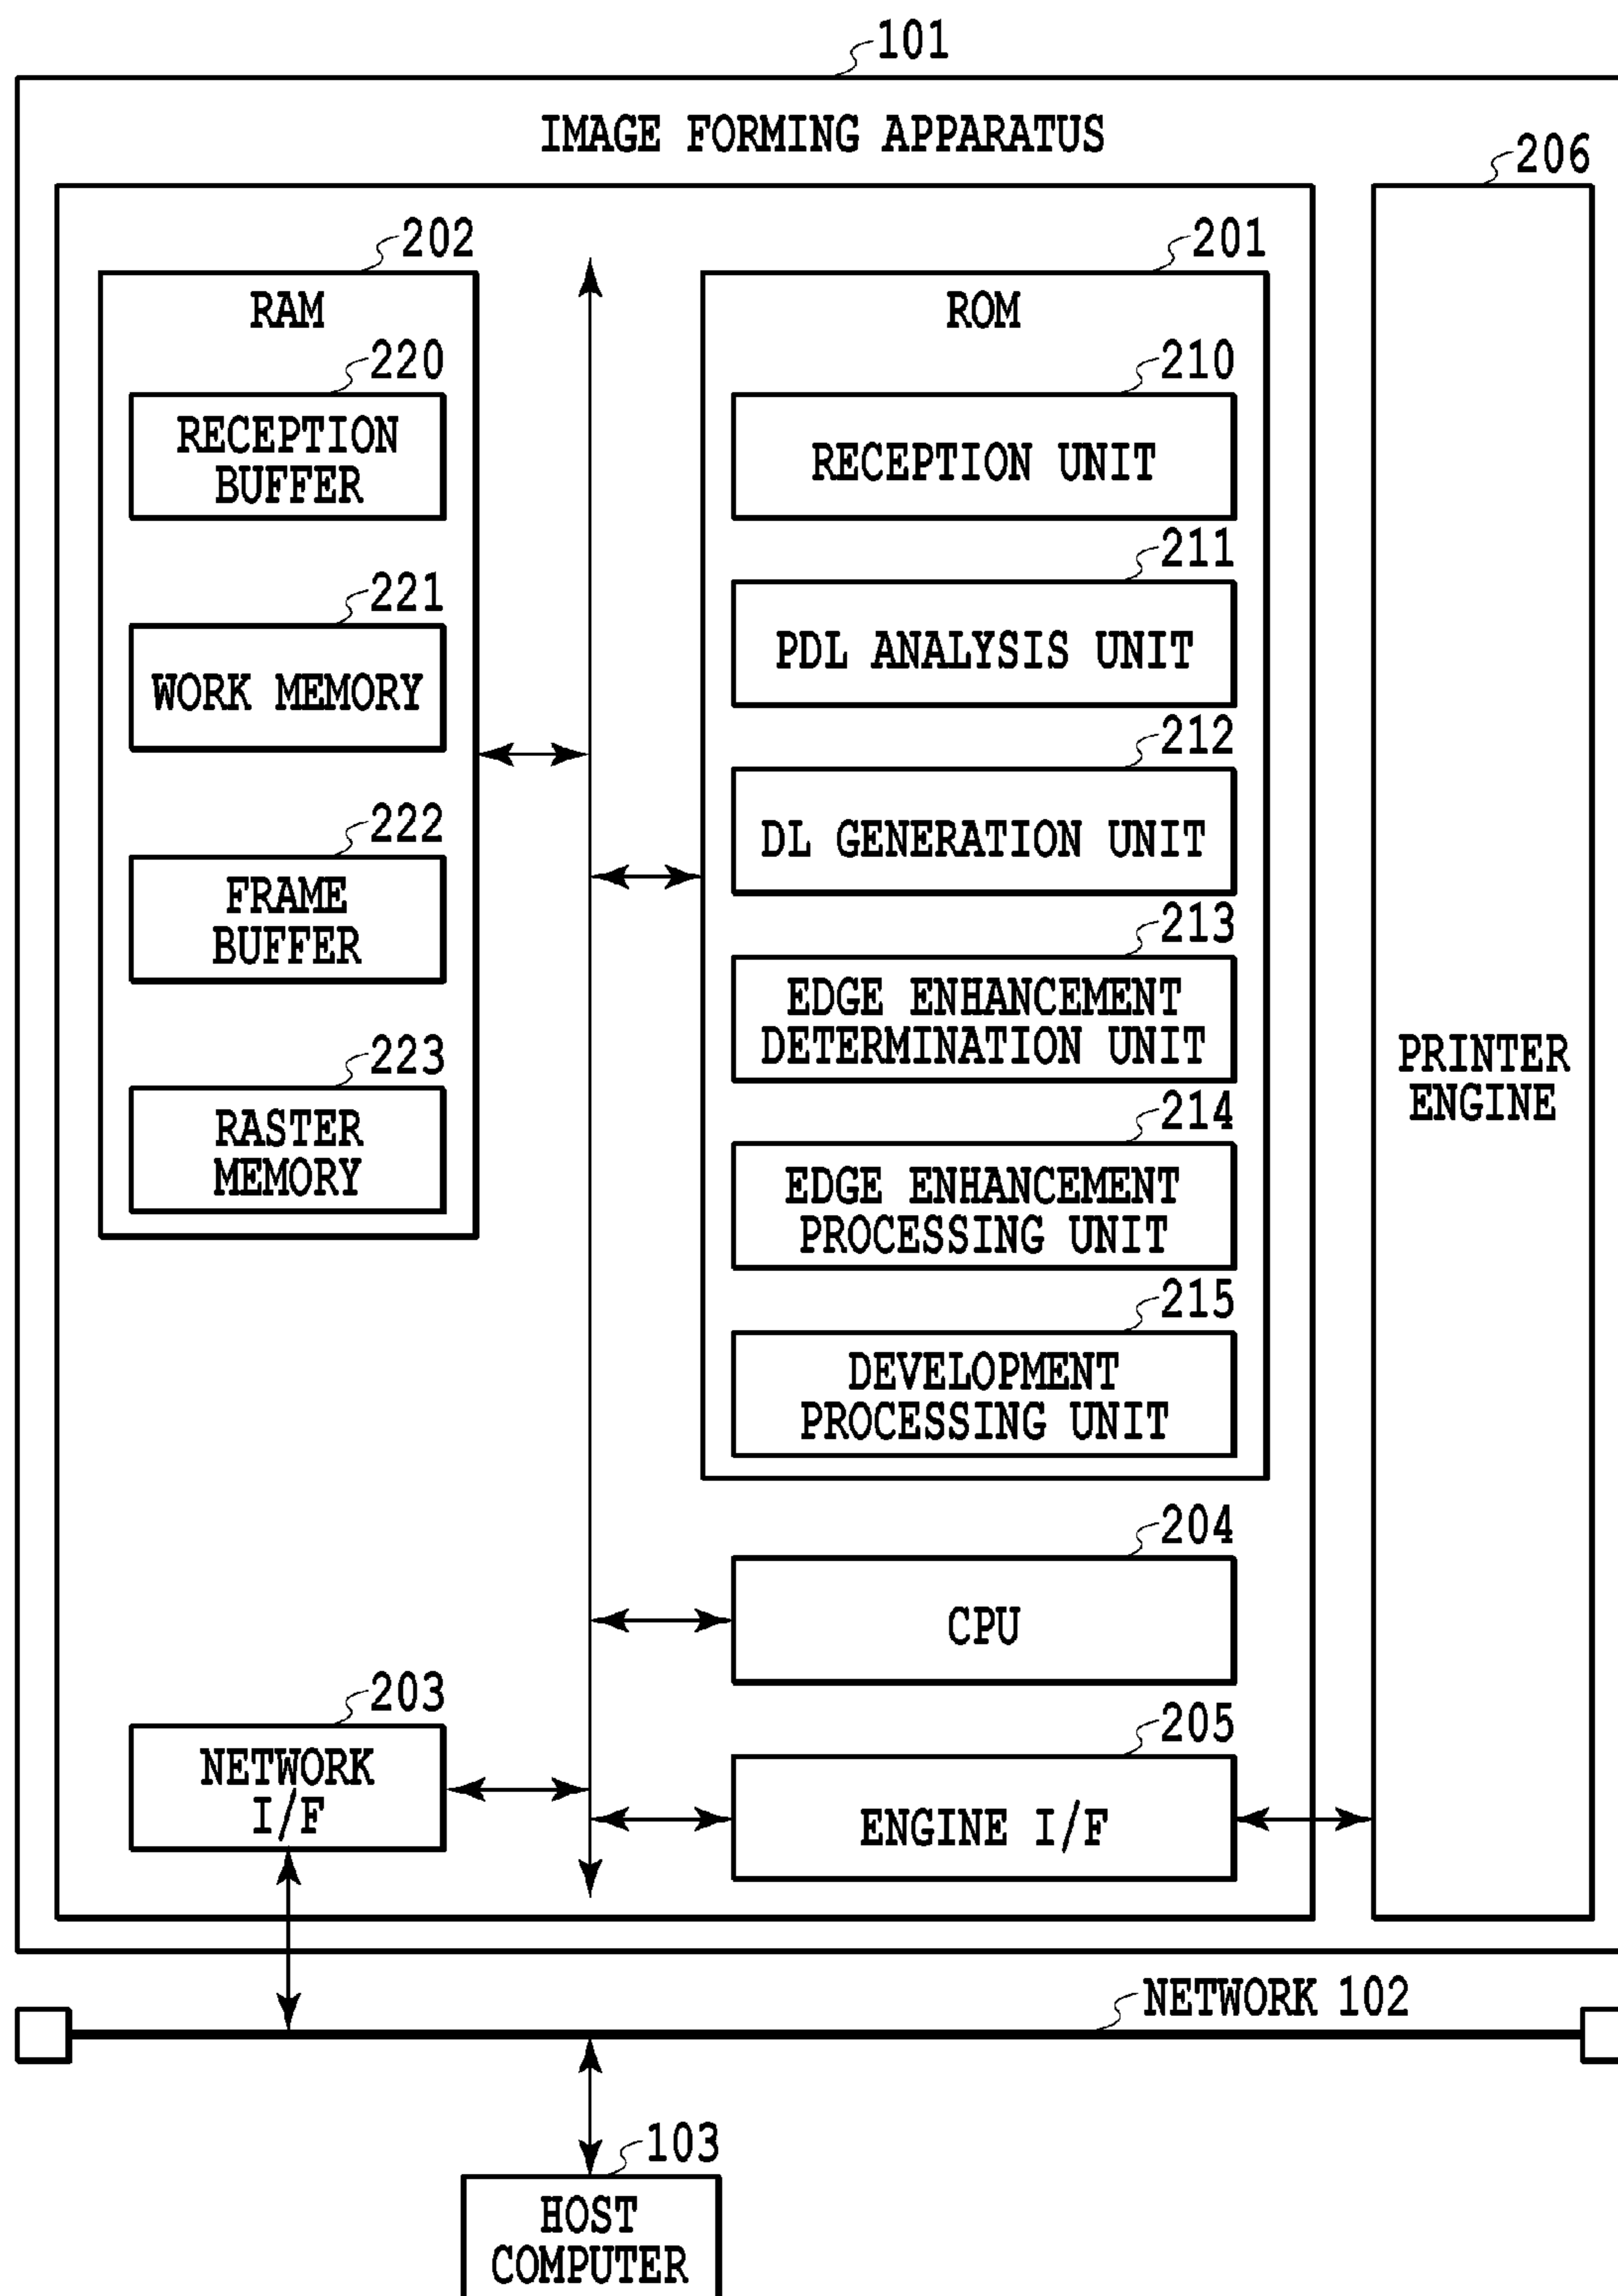 101
IMAGE FORMING APPARATUS
206
202
RAM
220
RECEPTION
BUFFER
221
WORK MEMORY
222
FRAME
BUFFER
223
RASTER
MEMORY
201
ROM
210
RECEPTION UNIT
211
PDL ANALYSIS UNIT
212
DL GENERATION UNIT
213
EDGE ENHANCEMENT
DETERMINATION UNIT
214
EDGE ENHANCEMENT
PROCESSING UNIT
215
DEVELOPMENT
PROCESSING UNIT
PRINTER
ENGINE
204
CPU
203
NETWORK
I/F
205
ENGINE I/F
NETWORK 102
103
HOST
COMPUTER